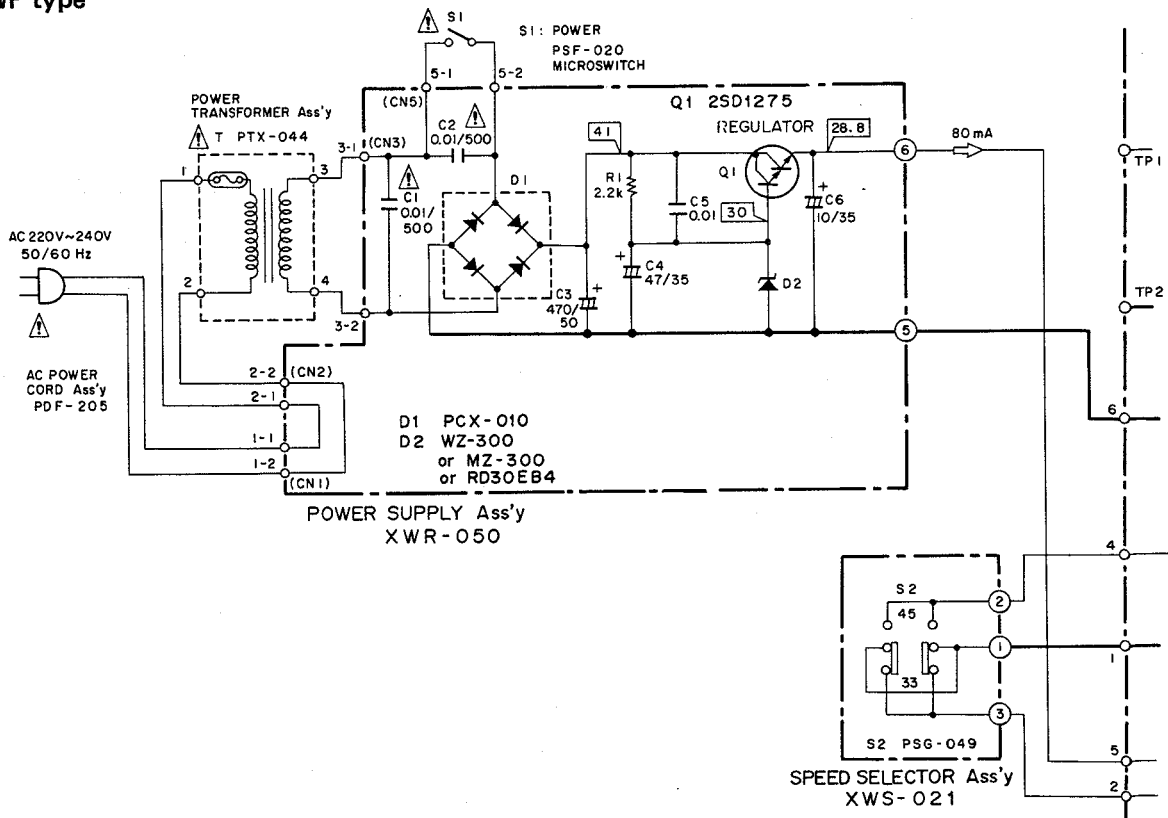 WF type
S1
S1: POWER
PSF-020
MICROSWITCH
5-1
5-2
(CN5)
POWER
TRANSFORMER Ass'y
T PTX-044
3-1
(CN3)
C2
0.01/500
Q1 2SD1275
REGULATOR
41
28.8
6
80mA
TP1
1
3
C1
0.01/
500
D1
R1
2.2k
C5
0.01
Q1
30
+
C6
10/35
AC 220V~240V
50/60 Hz
2
4
3-2
+
C3
470/
50
+
C4
47/35
D2
TP2
5
AC POWER
CORD Ass'y
PDF-205
2-2
(CN2)
2-1
1-1
1-2
(CN1)
D1 PCX-010
D2 WZ-300
or MZ-300
or RD30EB4
6
POWER SUPPLY Ass'y
XWR-050
4
S2
45
2
1
1
33
3
S2 PSG-049
5
SPEED SELECTOR Ass'y
XWS-021
2